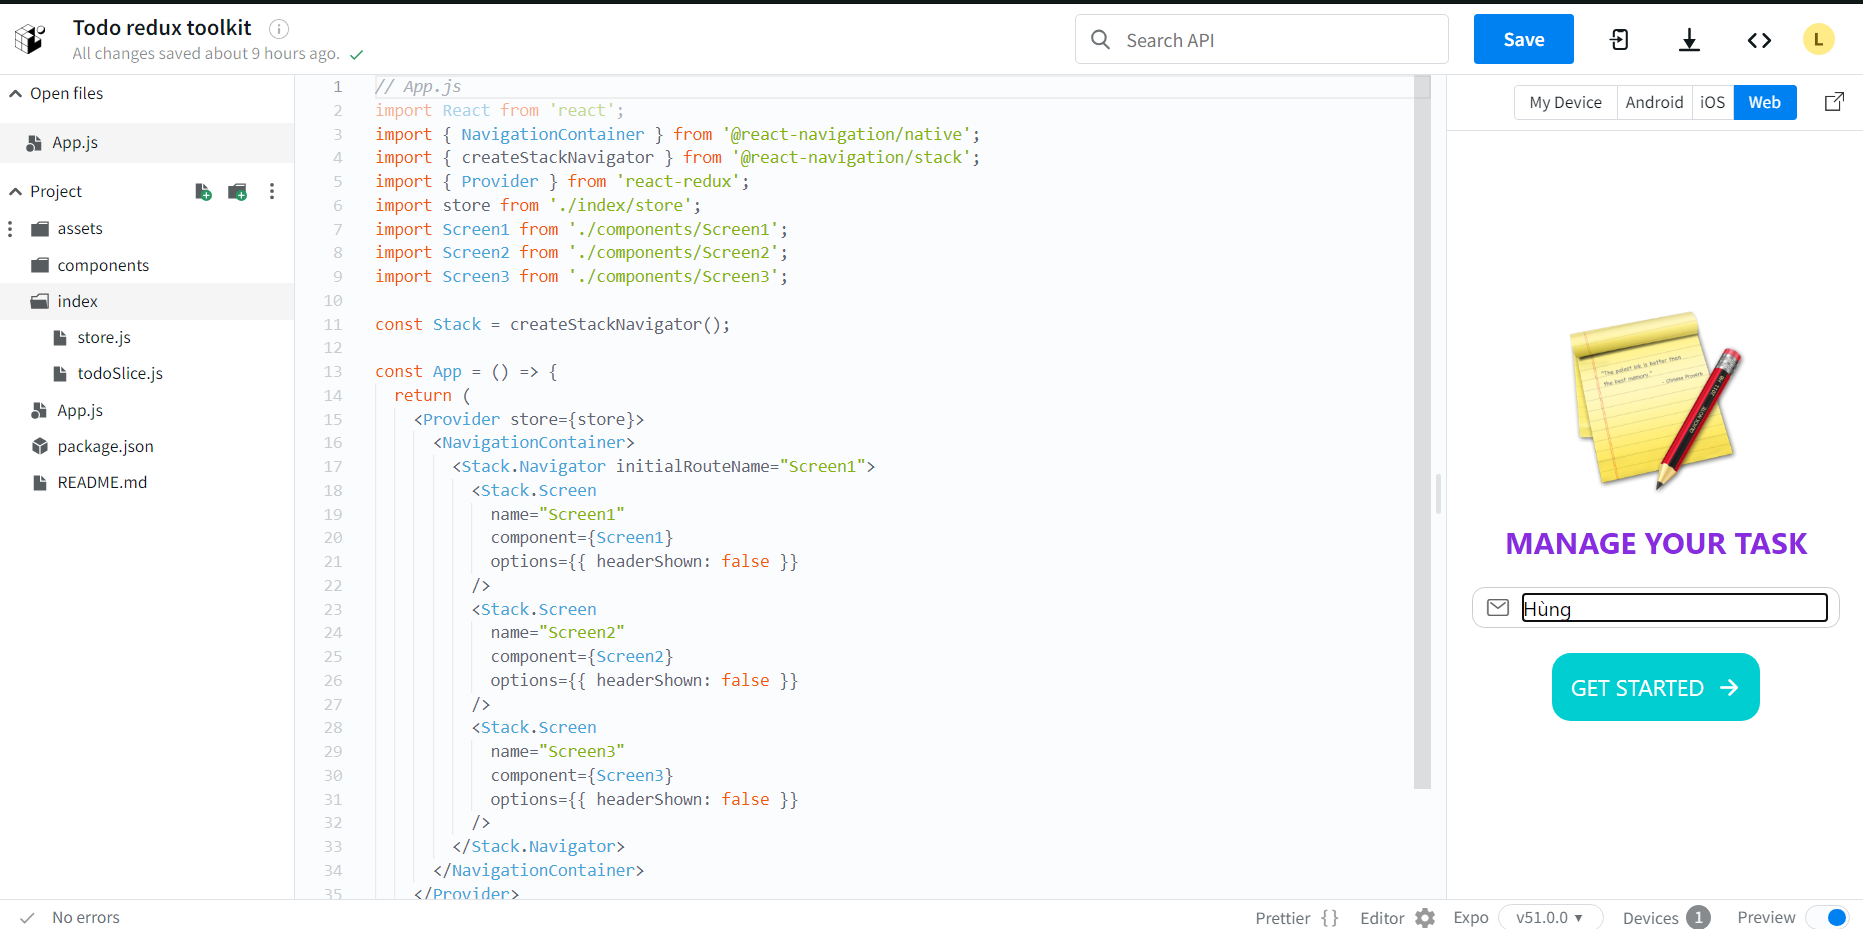 Todo redux toolkit
All changes saved about 9 hours ago.
Search API
Save
L
Open files
App.js
Project
assets
components
index
store.js
todoSlice.js
App.js
package.json
README.md
1 // App.js
2 import React from 'react';
3 import { NavigationContainer } from '@react-navigation/native';
4 import { createStackNavigator } from '@react-navigation/stack';
5 import { Provider } from 'react-redux';
6 import store from './index/store';
7 import Screen1 from './components/Screen1';
8 import Screen2 from './components/Screen2';
9 import Screen3 from './components/Screen3';
10
11 const Stack = createStackNavigator();
12
13 const App = () => {
14 return (
15 <Provider store={store}>
16 <NavigationContainer>
17 <Stack.Navigator initialRouteName="Screen1">
18 <Stack.Screen
19 name="Screen1"
20 component={Screen1}
21 options={{ headerShown: false }}
22 />
23 <Stack.Screen
24 name="Screen2"
25 component={Screen2}
26 options={{ headerShown: false }}
27 />
28 <Stack.Screen
29 name="Screen3"
30 component={Screen3}
31 options={{ headerShown: false }}
32 />
33 </Stack.Navigator>
34 </NavigationContainer>
35 </Provider>
My Device Android iOS Web
"The palest ink is better than
the best memory."
- Chinese Proverb
MANAGE YOUR TASK
Hùng
GET STARTED
No errors
Prettier {} Editor Expo v51.0.0 Devices 1 Preview